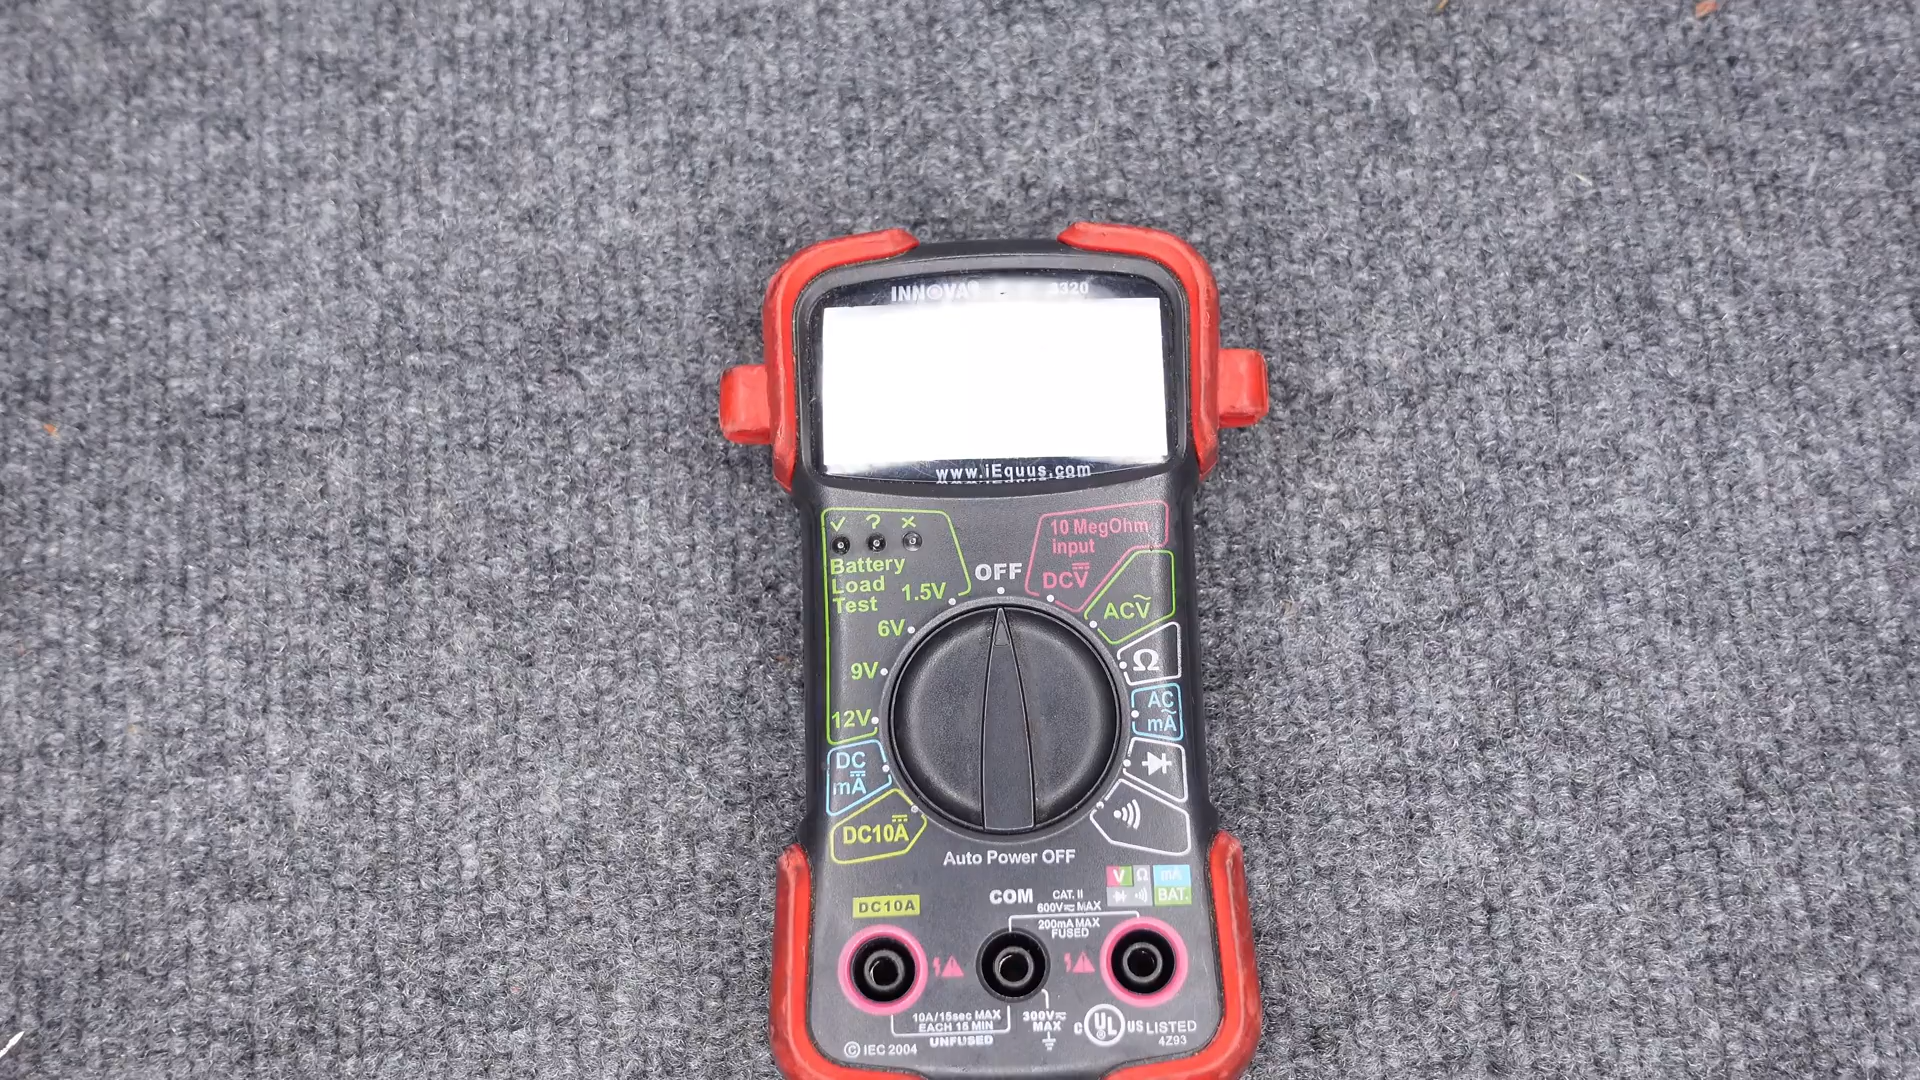 INNOVA® 3320
www.iEquus.com
✓ ? ×
Battery
Load
Test
1.5V
6V
9V
12V
DC
mA
DC10A
OFF
10 MegOhm
input
DCV
ACV
Ω
AC
mA
Auto Power OFF
DC10A
COM
CAT. II
600V MAX
200mA MAX
FUSED
V Ω mA
BAT.
10A/15sec MAX
EACH 15 MIN
UNFUSED
300V
MAX
© IEC 2004
C UL US LISTED
4Z93